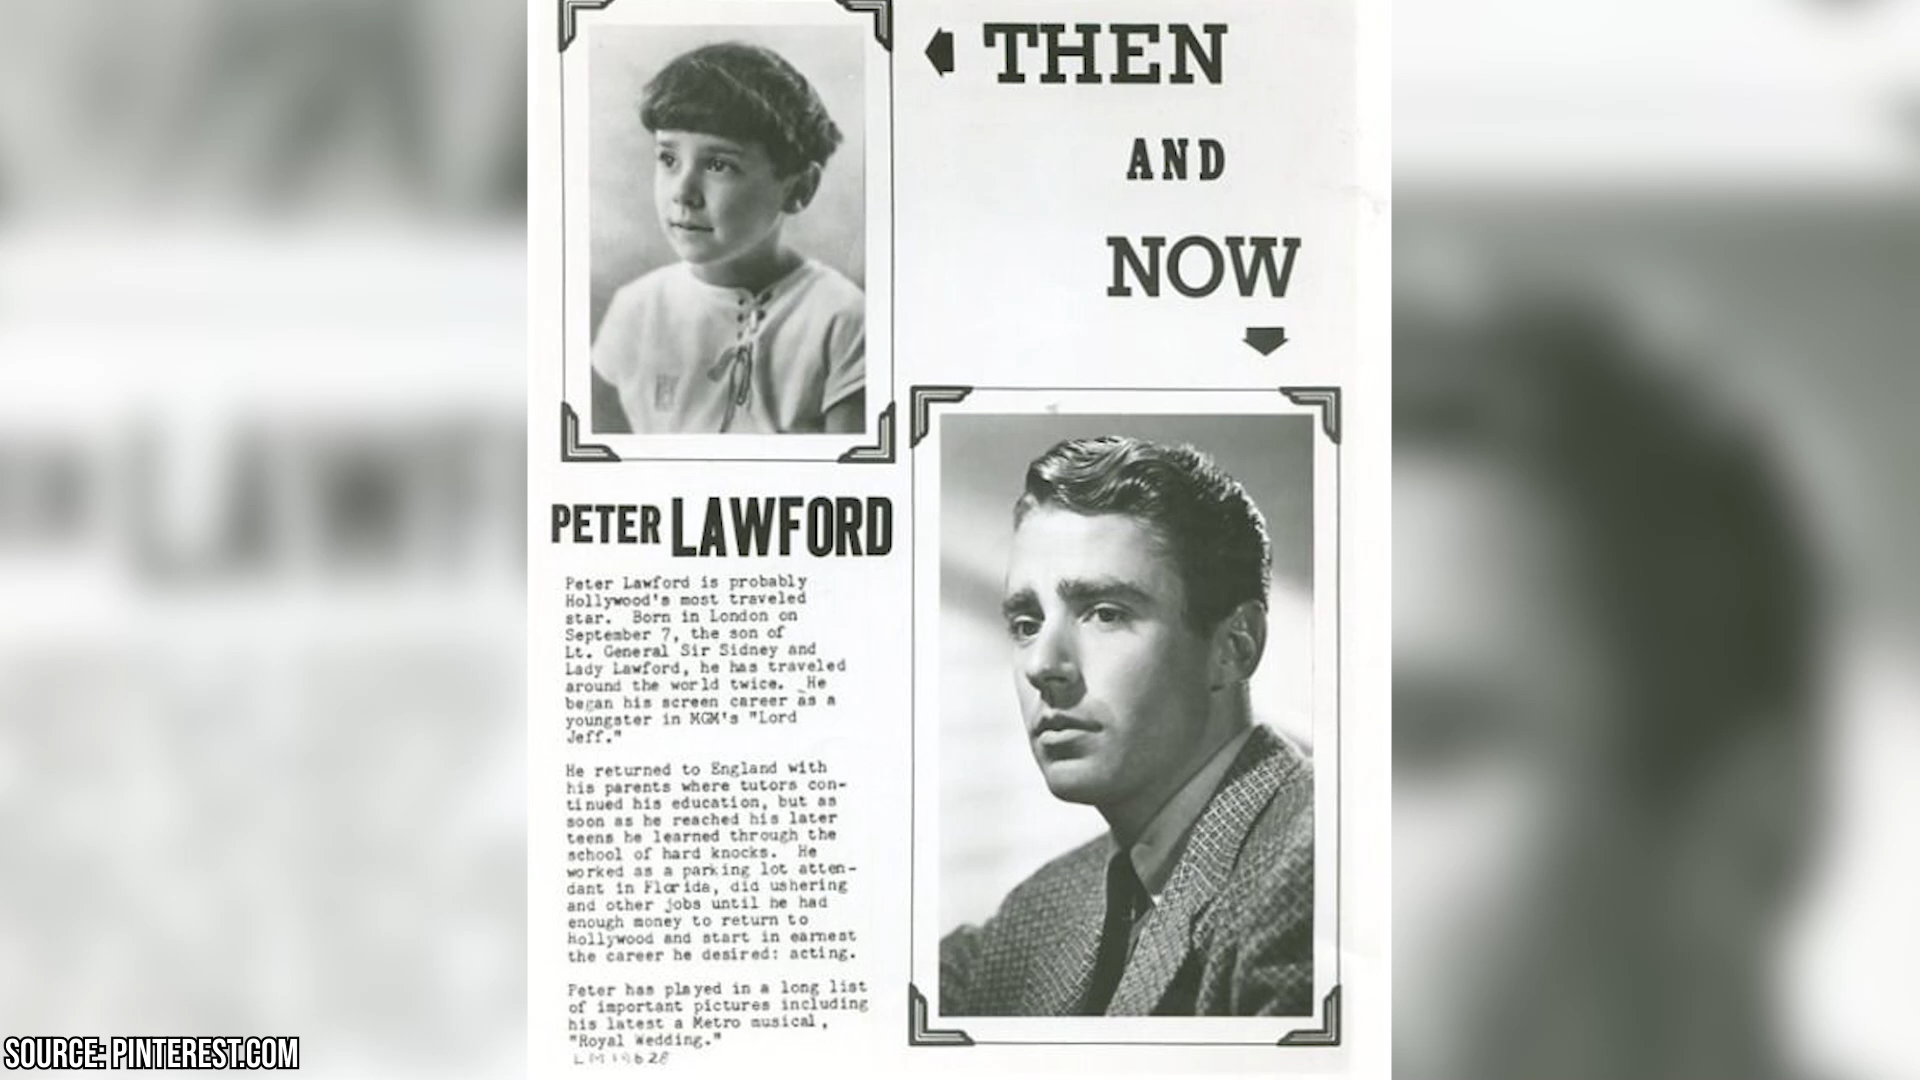 THEN
AND
NOW
PETER LAWFORD
Peter Lawford is probably
Hollywood's most traveled
star. Born in London on
September 7, the son of
Lt. General Sir Sidney and
Lady Lawford, he has traveled
around the world twice. He
began his screen career as a
youngster in MGM's "Lord
Jeff."
He returned to England with
his parents where tutors con-
tinued his education, but as
soon as he reached his later
teens he learned through the
school of hard knocks. He
worked as a parking lot atten-
dant in Florida, did ushering
and other jobs until he had
enough money to return to
Hollywood and start in earnest
the career he desired: acting.
Peter has played in a long list
of important pictures including
his latest a Metro musical,
"Royal Wedding."
LM19628
SOURCE: PINTEREST.COM